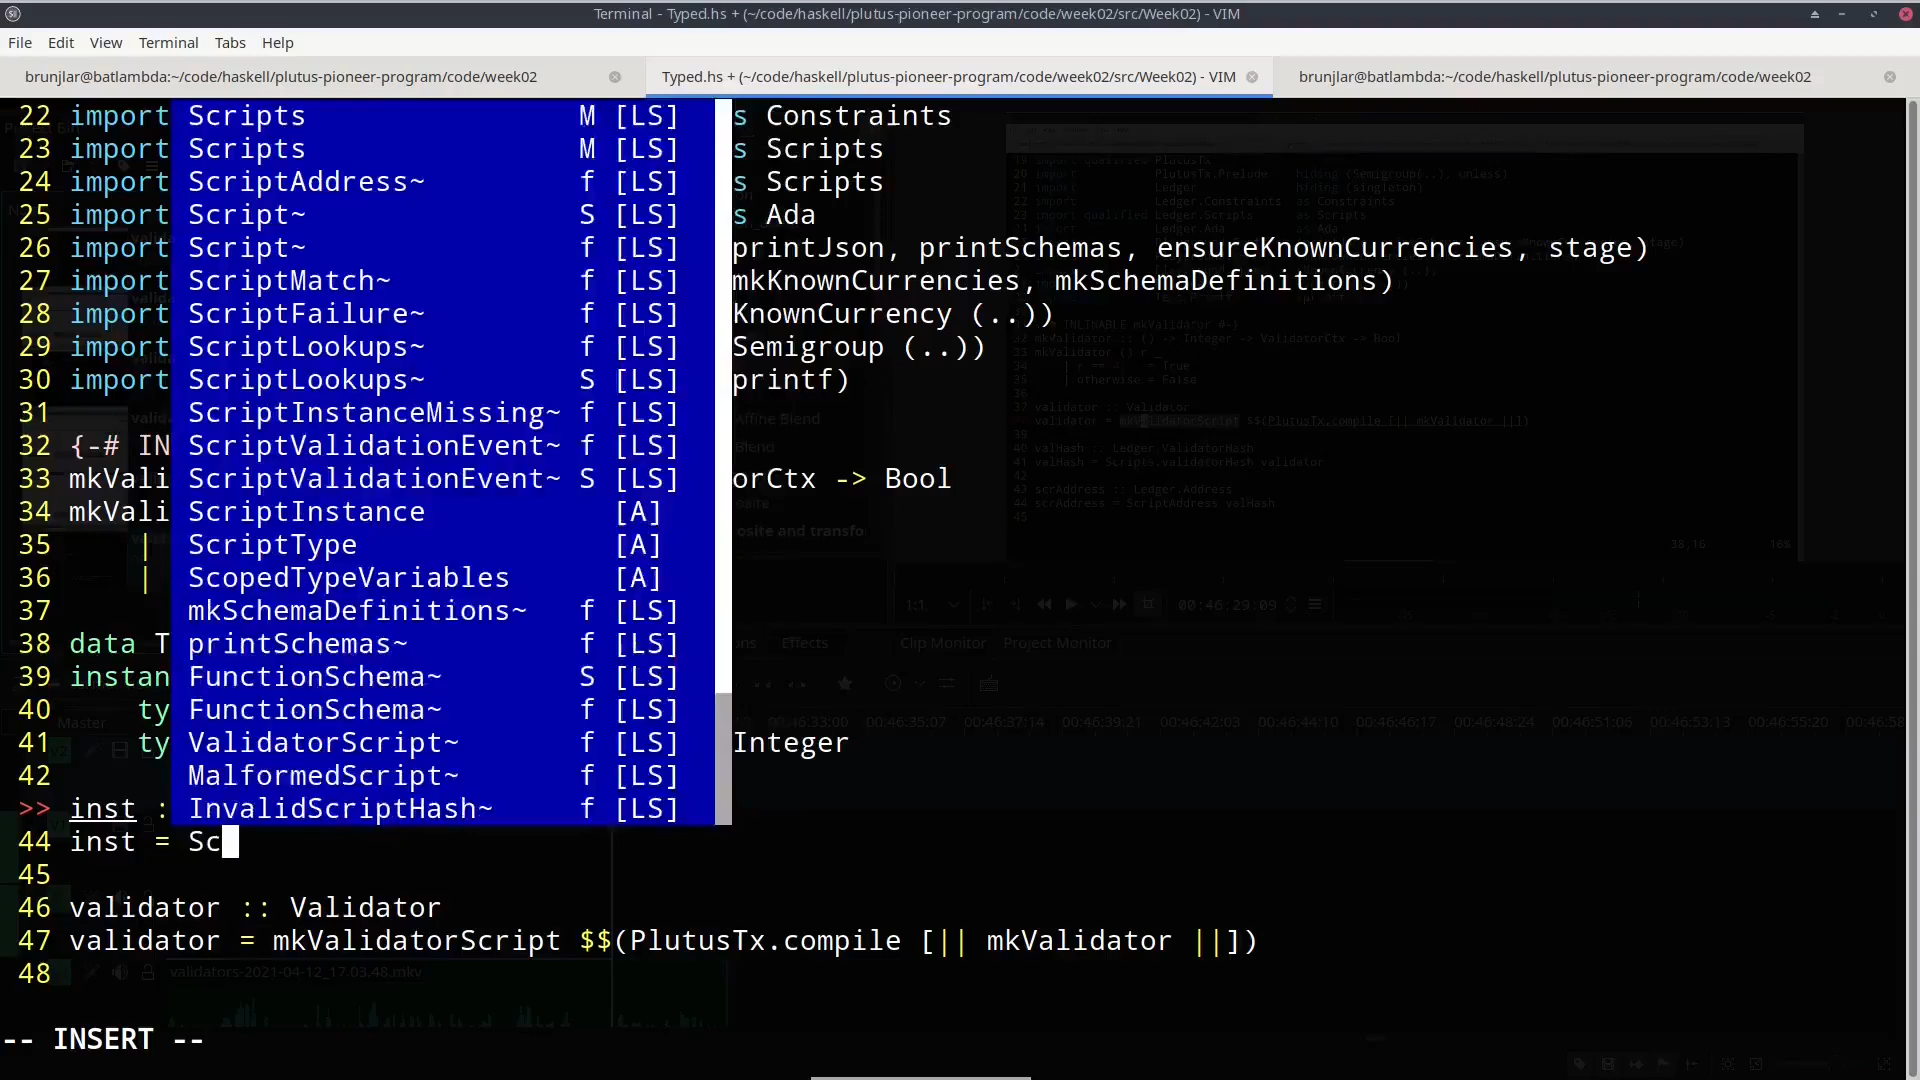 Terminal - Typed.hs + (~/code/haskell/plutus-pioneer-program/code/week02/src/Week02) - VIM
File Edit View Terminal Tabs Help
brunjlar@batlambda:~/code/haskell/plutus-pioneer-program/code/week02 Typed.hs + (~/code/haskell/plutus-pioneer-program/code/week02/src/Week02) - VIM brunjlar@batlambda:~/code/haskell/plutus-pioneer-program/code/week02
22 import Scripts M [LS] s Constraints
23 import Scripts M [LS] s Scripts
24 import ScriptAddress~ f [LS] s Scripts
25 import Script~ S [LS] s Ada
26 import Script~ f [LS] printJson, printSchemas, ensureKnownCurrencies, stage)
27 import ScriptMatch~ f [LS] mkKnownCurrencies, mkSchemaDefinitions)
28 import ScriptFailure~ f [LS] KnownCurrency (..))
29 import ScriptLookups~ f [LS] Semigroup (..))
30 import ScriptLookups~ S [LS] printf)
31 ScriptInstanceMissing~ f [LS]
32 {-# IN ScriptValidationEvent~ f [LS]
33 mkVali ScriptValidationEvent~ S [LS] orCtx -> Bool
34 mkVali ScriptInstance [A]
35 | ScriptType [A]
36 | ScopedTypeVariables [A]
37 mkSchemaDefinitions~ f [LS]
38 data T printSchemas~ f [LS]
39 instan FunctionSchema~ S [LS]
40 ty FunctionSchema~ f [LS]
41 ty ValidatorScript~ f [LS] Integer
42 MalformedScript~ f [LS]
>> inst : InvalidScriptHash~ f [LS]
44 inst = Sc
45
46 validator :: Validator
47 validator = mkValidatorScript $$(PlutusTx.compile [|| mkValidator ||])
48
validators-2021-04-12_17.03.48.mkv
-- INSERT --